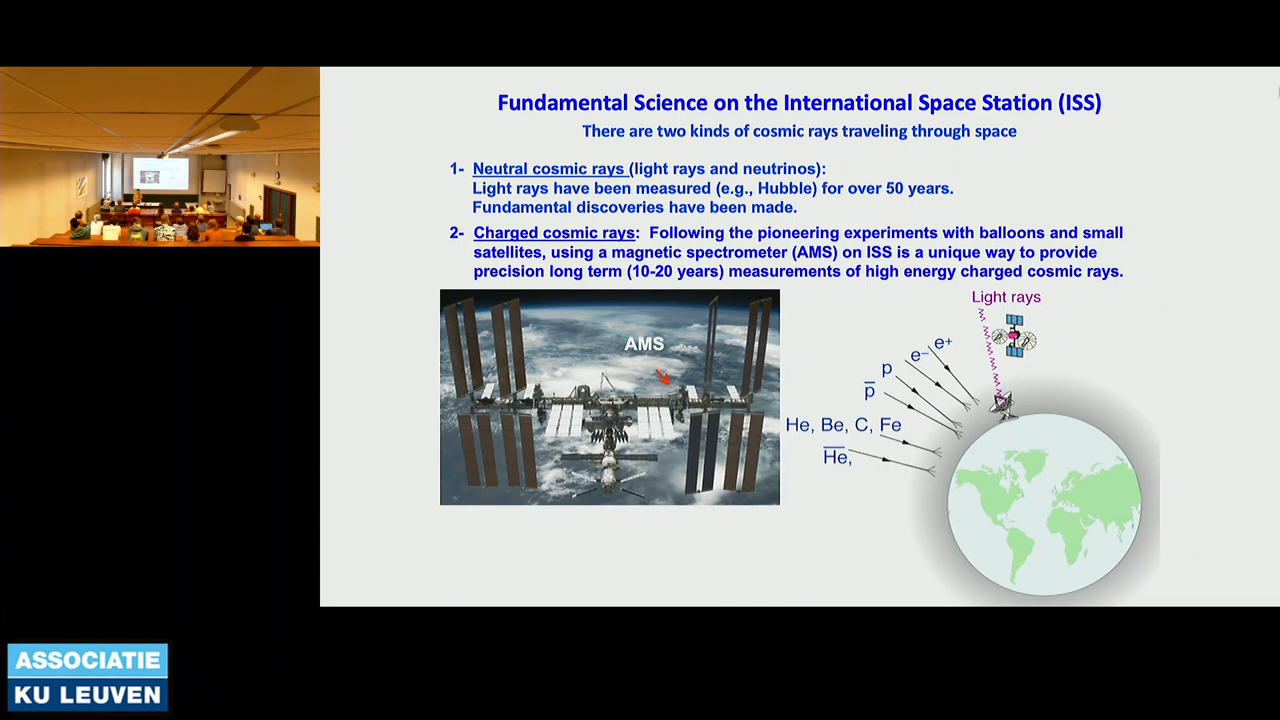 Fundamental Science on the International Space Station (ISS)
There are two kinds of cosmic rays traveling through space
1- Neutral cosmic rays (light rays and neutrinos):
Light rays have been measured (e.g., Hubble) for over 50 years.
Fundamental discoveries have been made.
2- Charged cosmic rays: Following the pioneering experiments with balloons and small
satellites, using a magnetic spectrometer (AMS) on ISS is a unique way to provide
precision long term (10-20 years) measurements of high energy charged cosmic rays.
AMS
Light rays
e⁺
e⁻
p
p̅
He, Be, C, Fe
H̅e̅,
ASSOCIATIE
KU LEUVEN